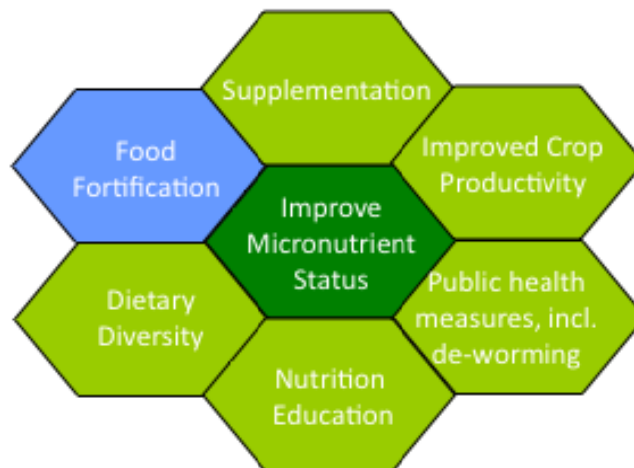 Supplementation
Food
Fortification
Improved Crop
Productivity
Improve
Micronutrient
Status
Dietary
Diversity
Public health
measures, incl.
de-worming
Nutrition
Education